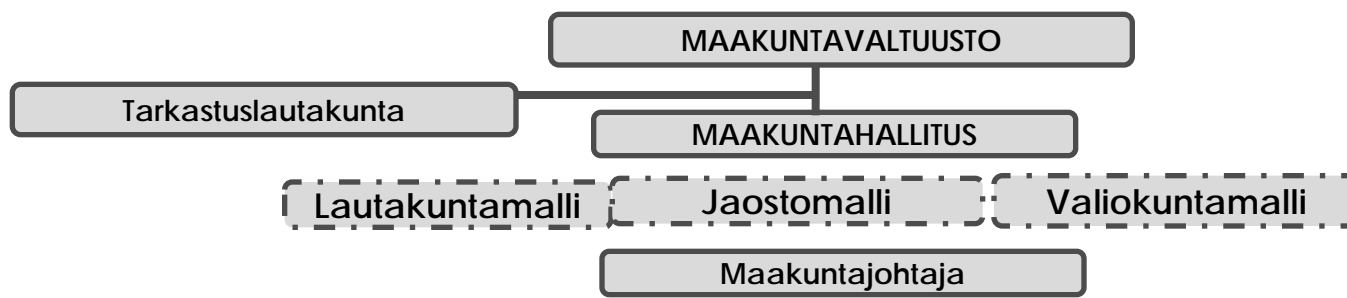 MAAKUNTAVALTUUSTO
Tarkastuslautakunta
MAAKUNTAHALLITUS
Lautakuntamalli
Jaostomalli
Valiokuntamalli
Maakuntajohtaja